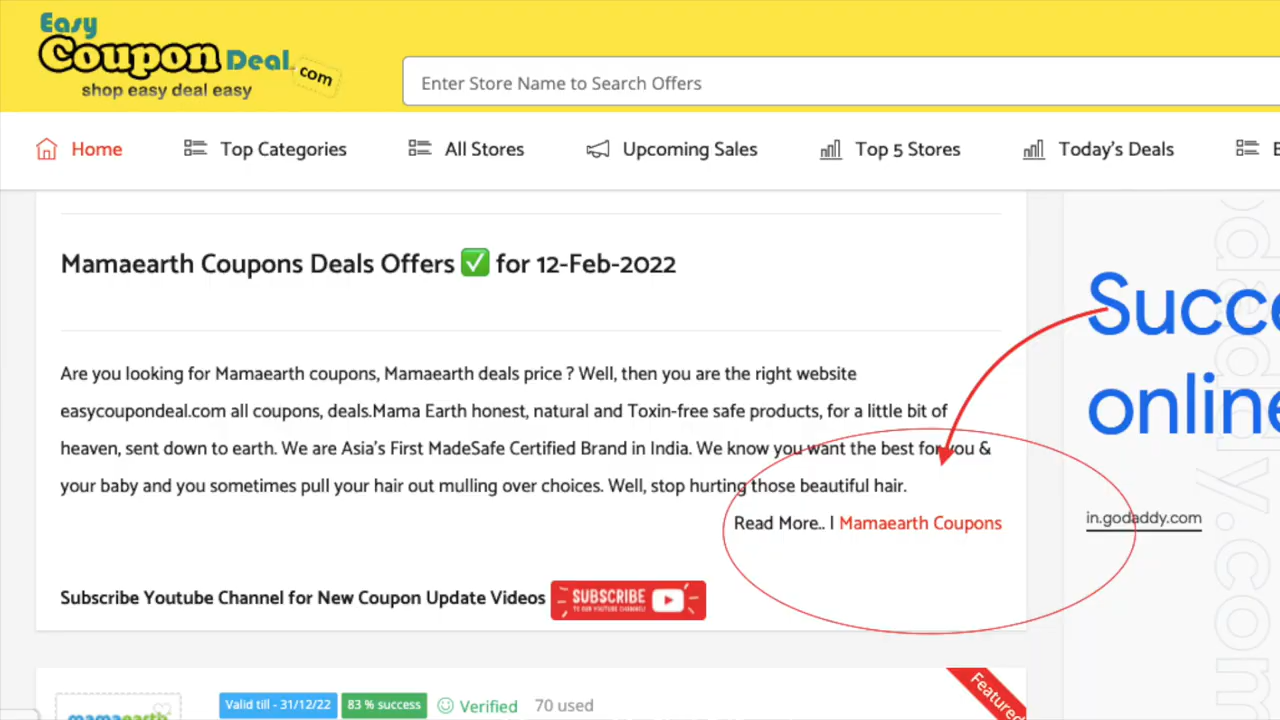 Easy
Coupon Deal.com
shop easy deal easy
Enter Store Name to Search Offers
Home Top Categories All Stores Upcoming Sales Top 5 Stores Today's Deals E
Mamaearth Coupons Deals Offers ✅ for 12-Feb-2022
Are you looking for Mamaearth coupons, Mamaearth deals price ? Well, then you are the right website
easycoupondeal.com all coupons, deals.Mama Earth honest, natural and Toxin-free safe products, for a little bit of
heaven, sent down to earth. We are Asia's First MadeSafe Certified Brand in India. We know you want the best for you &
your baby and you sometimes pull your hair out mulling over choices. Well, stop hurting those beautiful hair.
Read More.. | Mamaearth Coupons
Subscribe Youtube Channel for New Coupon Update Videos SUBSCRIBE
TO OUR YOUTUBE CHANNEL!
Succe
online
in.godaddy.com
godaddy.com
mamaearth
Valid till - 31/12/22 83 % success Verified 70 used
Featured